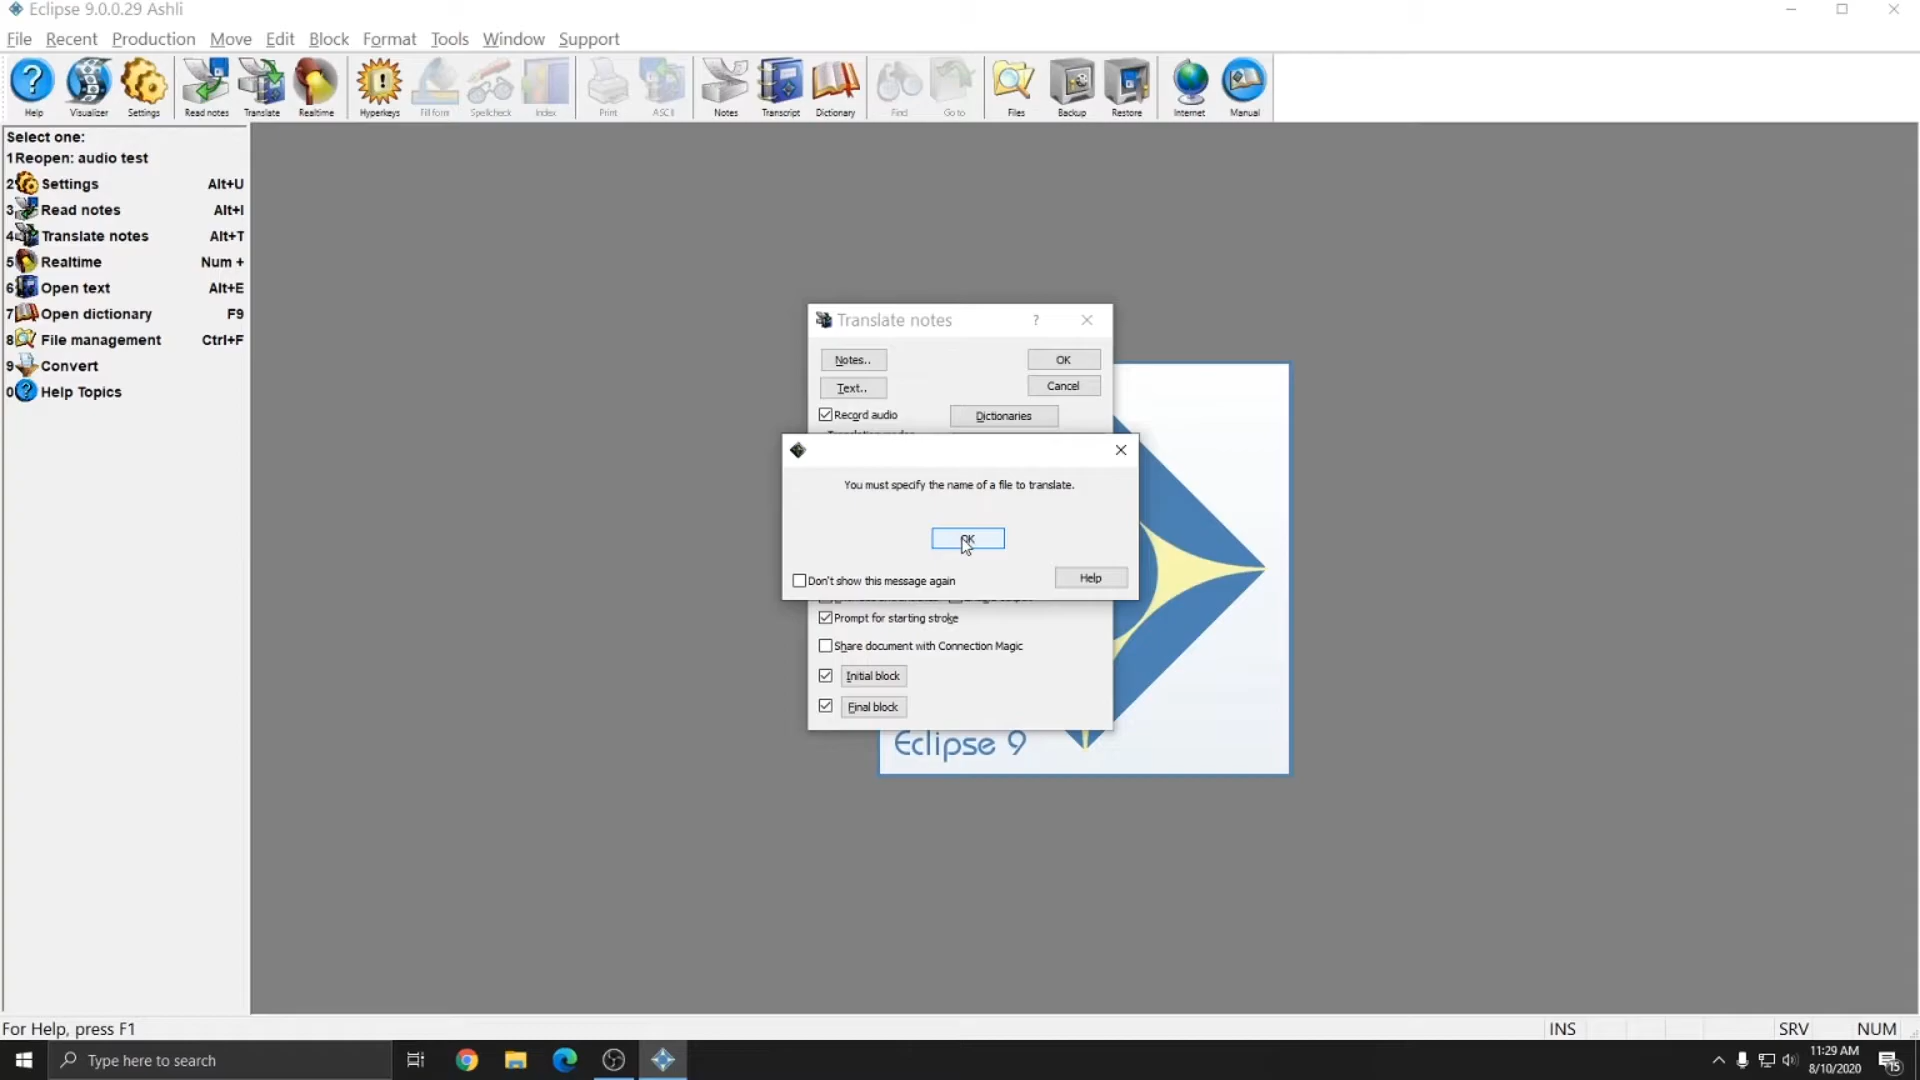 Eclipse 9.0.0.29 Ashli
File Recent Production Move Edit Block Format Tools Window Support
Help Visualizer Settings Read notes Translate Realtime Hyperkeys Fill form Spellcheck Index Print ASCII Notes Transcript Dictionary Find Go to Files Backup Restore Internet Manual
Select one:
1 Reopen: audio test
2 Settings Alt+U
3 Read notes Alt+I
4 Translate notes Alt+T
5 Realtime Num +
6 Open text Alt+E
7 Open dictionary F9
8 File management Ctrl+F
9 Convert
0 Help Topics
Translate notes ?
Notes.. OK
Text.. Cancel
Record audio Dictionaries
You must specify the name of a file to translate.
OK
Don't show this message again Help
Prompt for starting stroke
Share document with Connection Magic
Initial block
Final block
Eclipse 9
For Help, press F1 INS SRV NUM
Type here to search
11:29 AM
8/10/2020
15